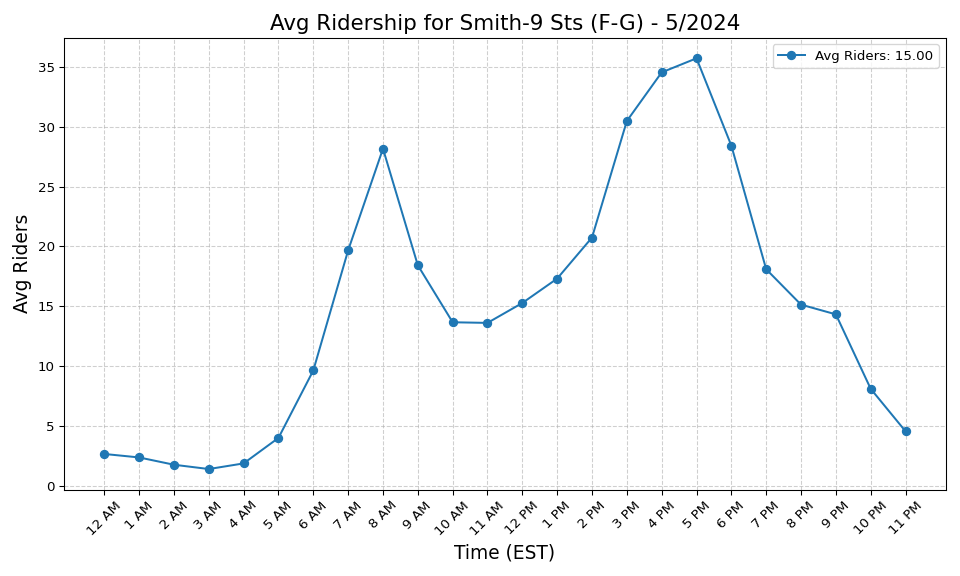 Avg Ridership for Smith-9 Sts (F-G) - 5/2024
Avg Riders: 15.00
Avg Riders
35
30
25
20
15
10
5
0
12 AM
1 AM
2 AM
3 AM
4 AM
5 AM
6 AM
7 AM
8 AM
9 AM
10 AM
11 AM
12 PM
1 PM
2 PM
3 PM
4 PM
5 PM
6 PM
7 PM
8 PM
9 PM
10 PM
11 PM
Time (EST)